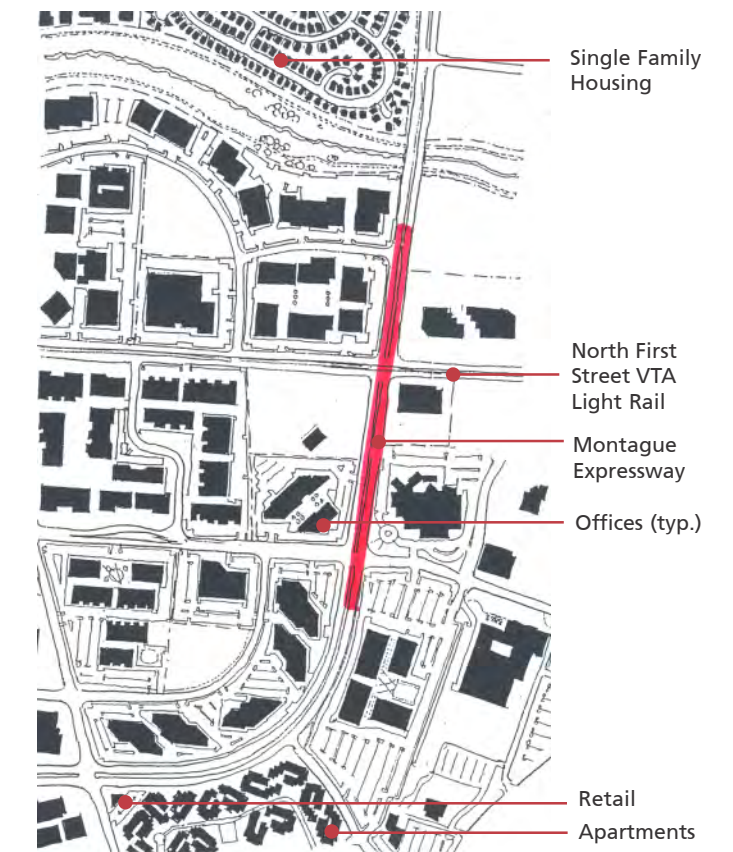 Single Family
Housing
North First
Street VTA
Light Rail
Montague
Expressway
Offices (typ.)
Retail
Apartments